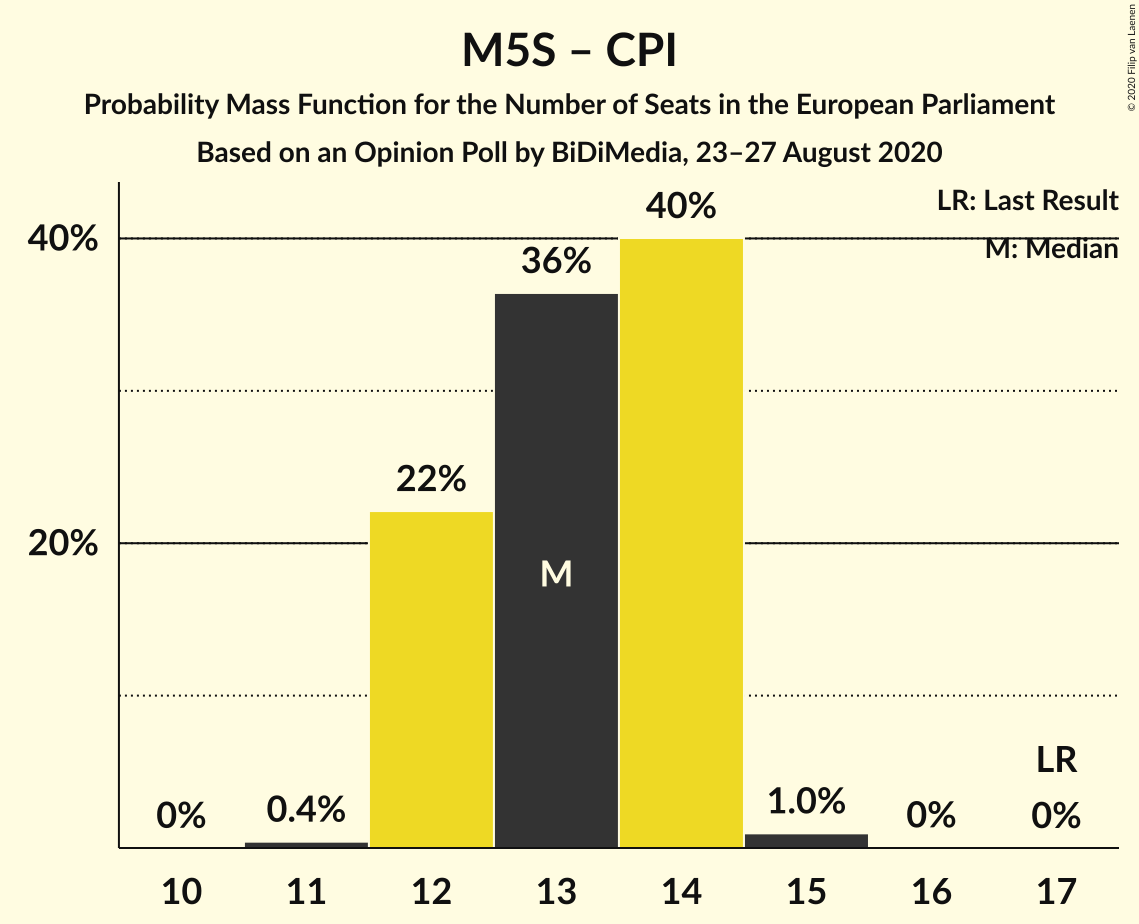 M5S – CPI
Probability Mass Function for the Number of Seats in the European Parliament
Based on an Opinion Poll by BiDiMedia, 23–27 August 2020
© 2020 Filip van Laenen
LR: Last Result
M: Median
40%
20%
0%
0.4%
22%
36%
M
40%
1.0%
0%
LR
0%
10 11 12 13 14 15 16 17